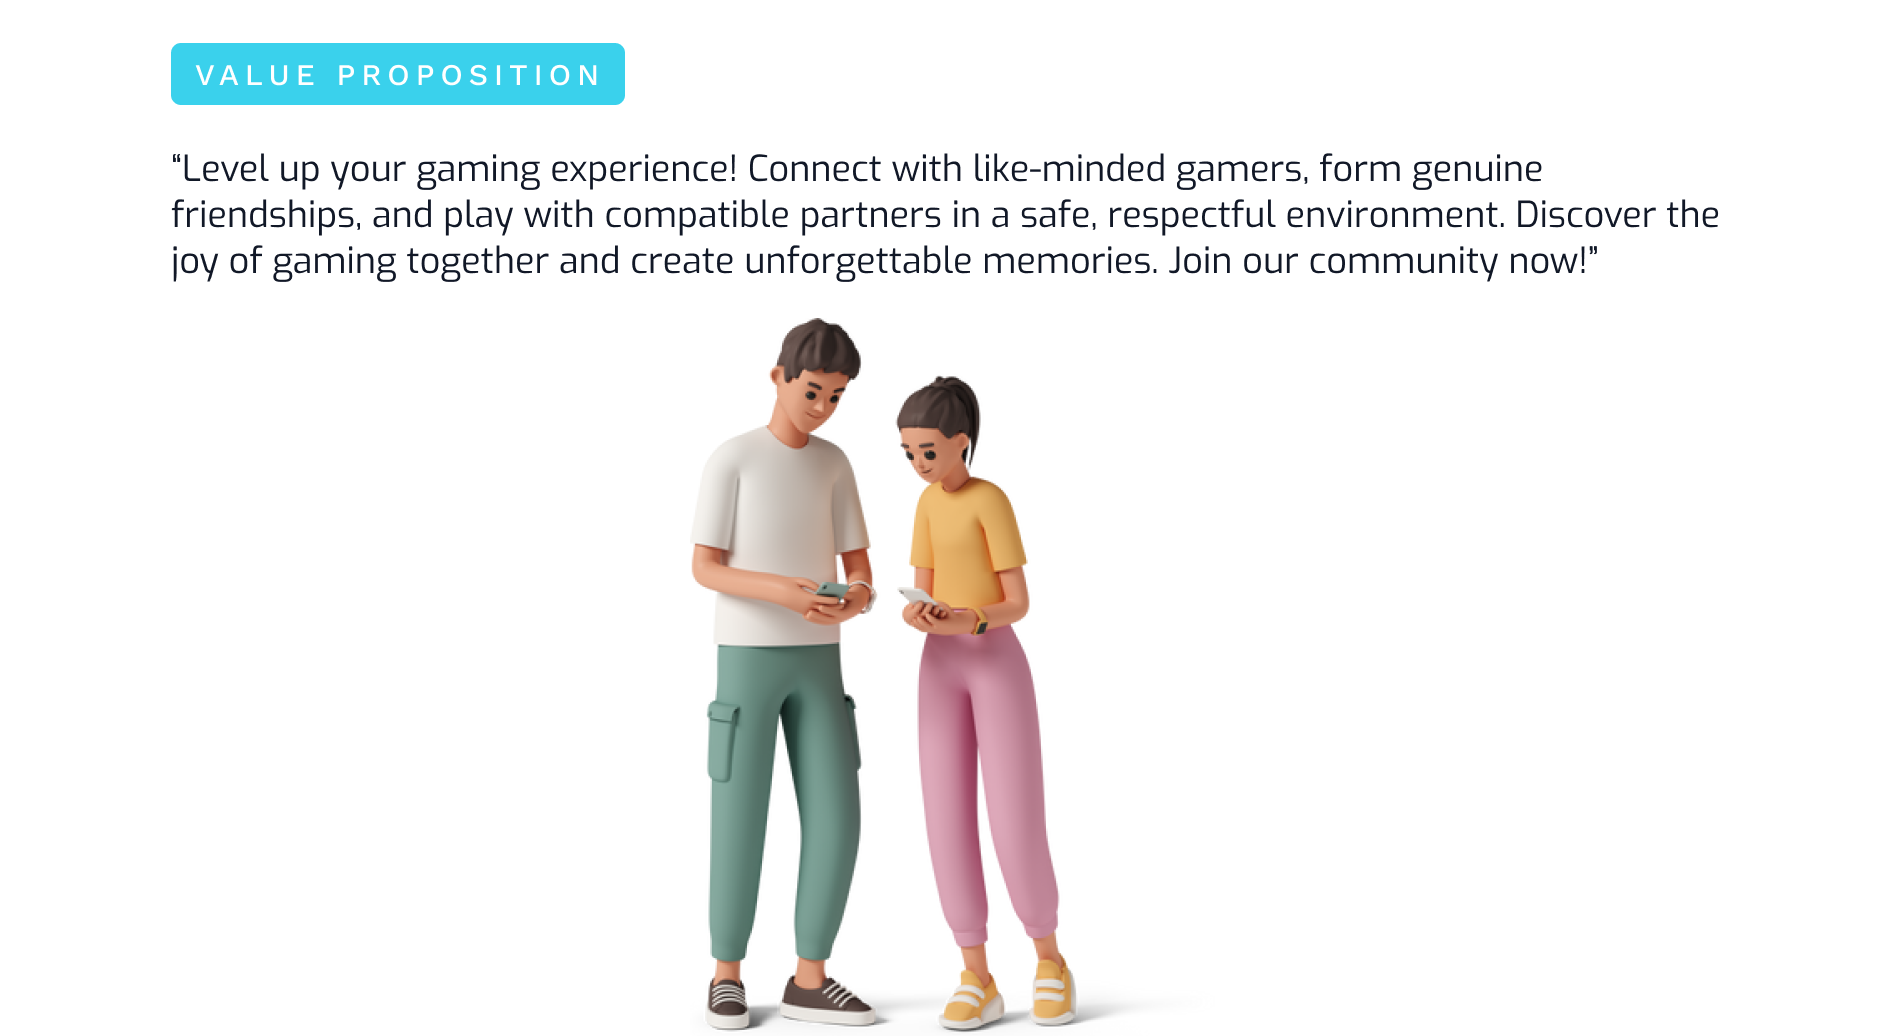 VALUE PROPOSITION
“Level up your gaming experience! Connect with like-minded gamers, form genuine
friendships, and play with compatible partners in a safe, respectful environment. Discover the
joy of gaming together and create unforgettable memories. Join our community now!”